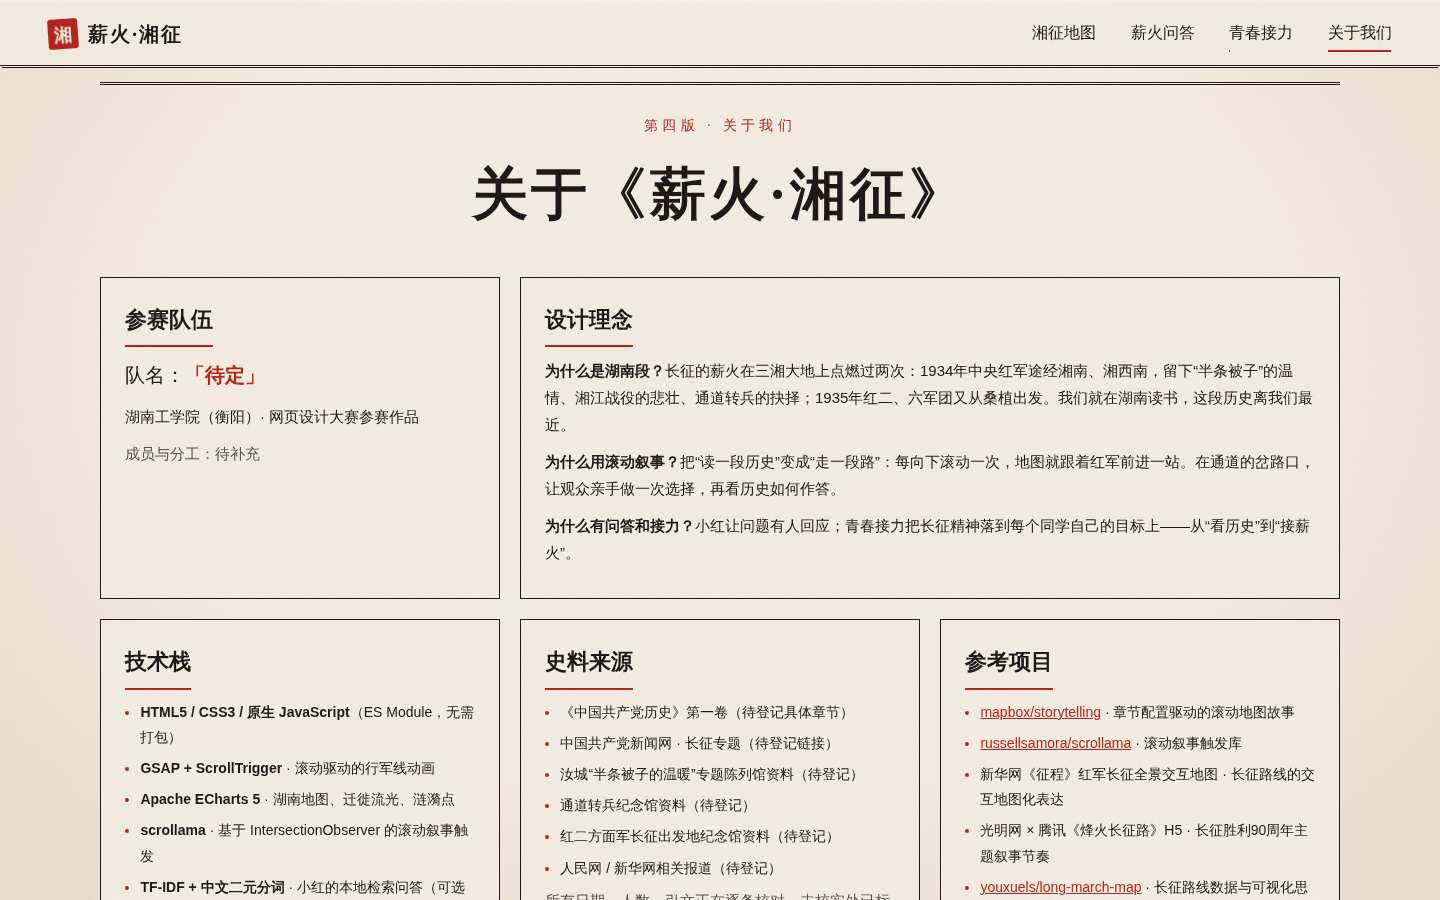 湘 薪火·湘征
湘征地图 薪火问答 青春接力 关于我们
第四版 · 关于我们
关于《薪火·湘征》
参赛队伍
队名：「待定」
湖南工学院（衡阳）· 网页设计大赛参赛作品
成员与分工：待补充
设计理念
为什么是湖南段？长征的薪火在三湘大地上点燃过两次：1934年中央红军途经湘南、湘西南，留下“半条被子”的温
情、湘江战役的悲壮、通道转兵的抉择；1935年红二、六军团又从桑植出发。我们就在湖南读书，这段历史离我们最
近。
为什么用滚动叙事？把“读一段历史”变成“走一段路”：每向下滚动一次，地图就跟着红军前进一站。在通道的岔路口，
让观众亲手做一次选择，再看历史如何作答。
为什么有问答和接力？小红让问题有人回应；青春接力把长征精神落到每个同学自己的目标上——从“看历史”到“接薪
火”。
技术栈
• HTML5 / CSS3 / 原生 JavaScript（ES Module，无需
打包）
• GSAP + ScrollTrigger · 滚动驱动的行军线动画
• Apache ECharts 5 · 湖南地图、迁徙流光、涟漪点
• scrollama · 基于 IntersectionObserver 的滚动叙事触
发
• TF-IDF + 中文二元分词 · 小红的本地检索问答（可选
史料来源
• 《中国共产党历史》第一卷（待登记具体章节）
• 中国共产党新闻网 · 长征专题（待登记链接）
• 汝城“半条被子的温暖”专题陈列馆资料（待登记）
• 通道转兵纪念馆资料（待登记）
• 红二方面军长征出发地纪念馆资料（待登记）
• 人民网 / 新华网相关报道（待登记）
所有日期、人数、引文正在逐条核对，未核实处已标
参考项目
• mapbox/storytelling · 章节配置驱动的滚动地图故事
• russellsamora/scrollama · 滚动叙事触发库
• 新华网《征程》红军长征全景交互地图 · 长征路线的交
互地图化表达
• 光明网 × 腾讯《烽火长征路》H5 · 长征胜利90周年主
题叙事节奏
• youxuels/long-march-map · 长征路线数据与可视化思